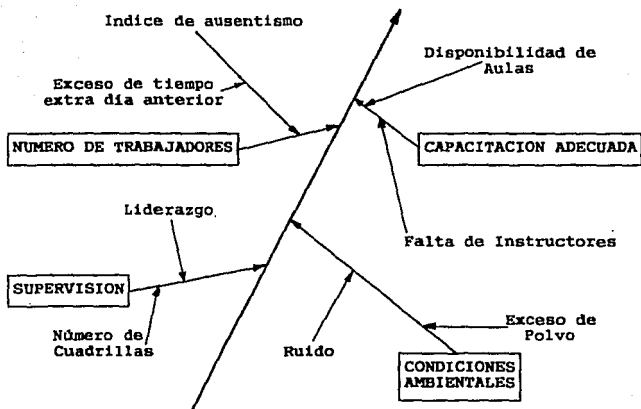 Indice de ausentismo
Disponibilidad de
Aulas
Exceso de tiempo
extra dia anterior
NUMERO DE TRABAJADORES
CAPACITACION ADECUADA
Liderazgo
Falta de Instructores
SUPERVISION
Número de
Cuadrillas
Ruido
Exceso de
Polvo
CONDICIONES
AMBIENTALES